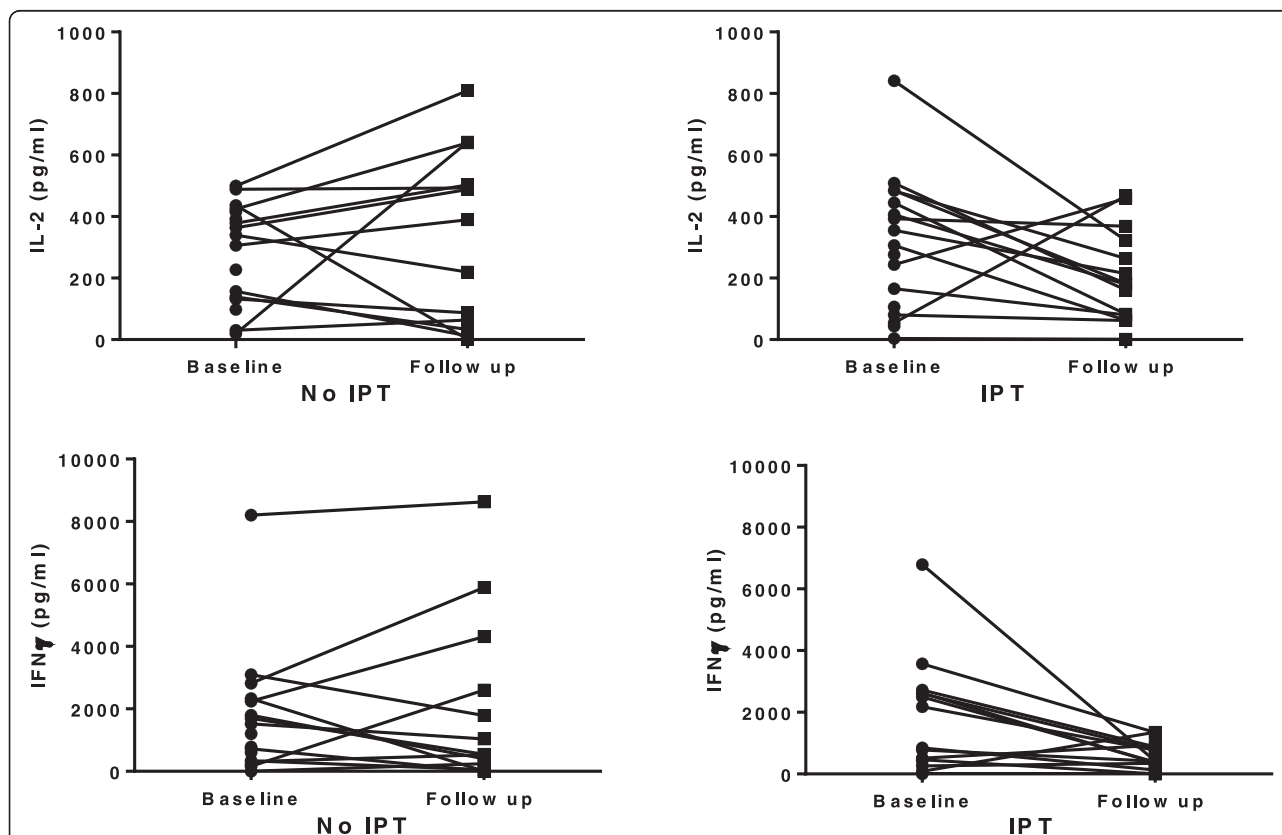 1000
800
600
400
200
0
IL-2 (pg/ml)
Baseline Follow up
No IPT
1000
800
600
400
200
0
IL-2 (pg/ml)
Baseline Follow up
IPT
10000
8000
6000
4000
2000
0
IFNγ (pg/ml)
Baseline Follow up
No IPT
10000
8000
6000
4000
2000
0
IFNγ (pg/ml)
Baseline Follow up
IPT